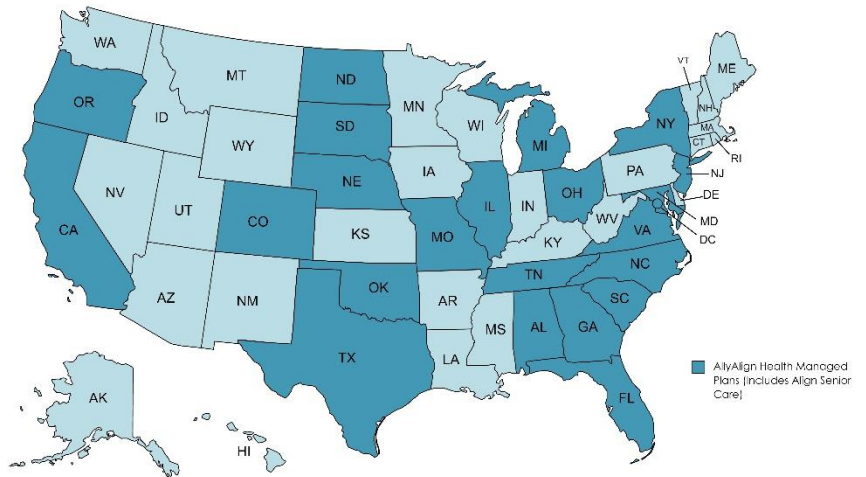 WA
MT
ND
MN
VT
ME
OR
ID
WI
NH
SD
MI
NY
MA
WY
CT
RI
IA
PA
NE
NJ
NV
OH
IL
IN
DE
UT
CO
WV
MD
CA
KS
MO
KY
VA
DC
NC
TN
AZ
NM
OK
AR
SC
MS
AL
GA
TX
LA
AllyAlign Health Managed
Plans (Includes Align Senior
Care)
AK
FL
HI